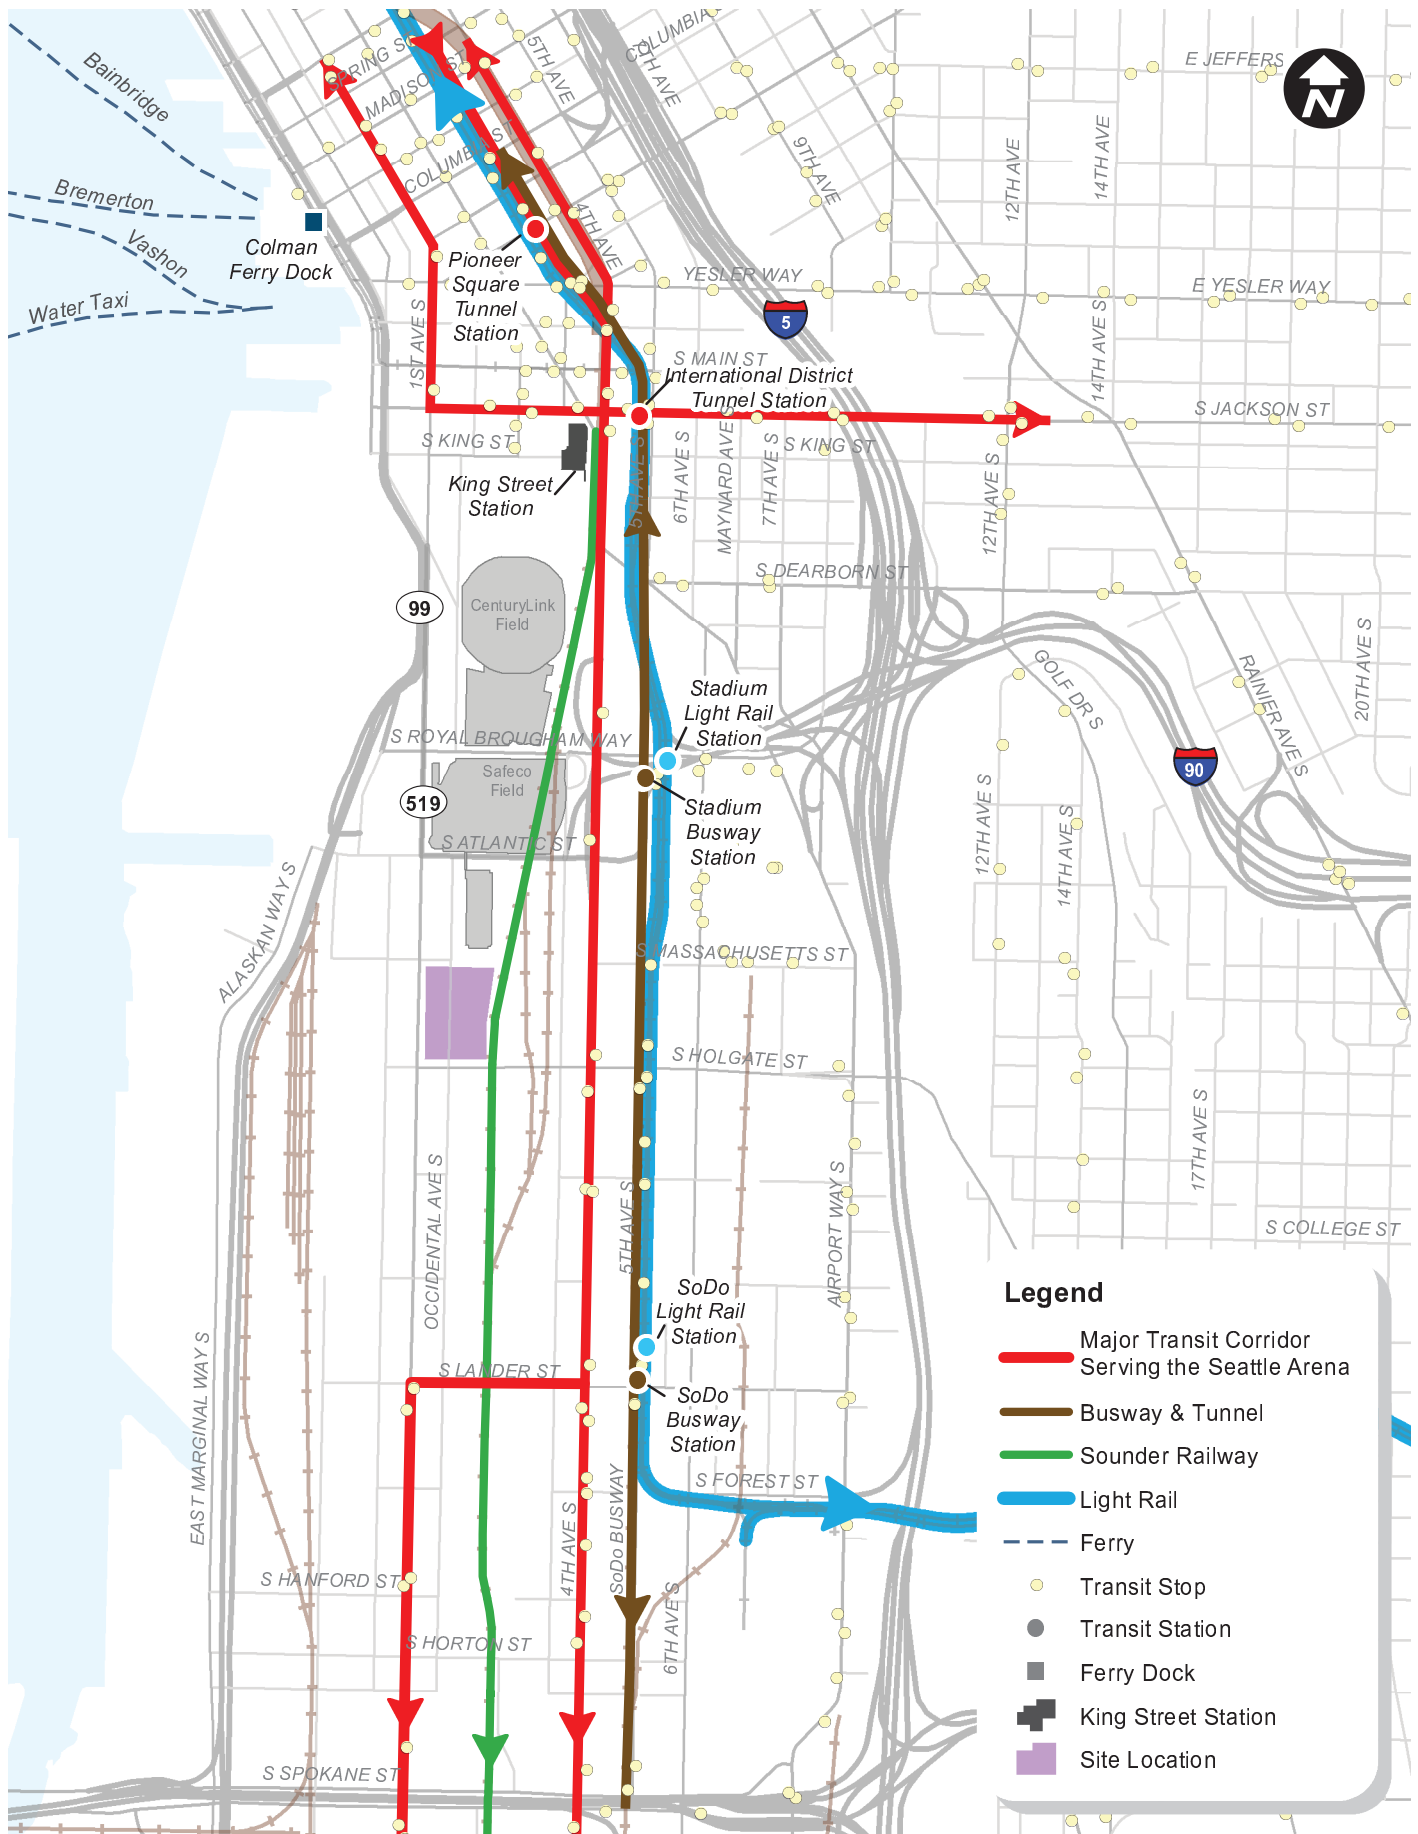 SPRING ST
MADISON ST
COLUMBIA ST
5TH AVE
7TH AVE
COLUMBIA
9TH AVE
4TH AVE
12TH AVE
14TH AVE
E JEFFERS
N
Bainbridge
Bremerton
Vashon
Water Taxi
Colman
Ferry Dock
Pioneer
Square
Tunnel
Station
YESLER WAY
E YESLER WAY
5
1ST AVE S
S MAIN ST
International District
Tunnel Station
14TH AVE S
S JACKSON ST
S KING ST
S KING ST
King Street
Station
5TH AVE S
6TH AVE S
MAYNARD AVE
7TH AVE S
12TH AVE S
S DEARBORN ST
99
CenturyLink
Field
Stadium
Light Rail
Station
GOLF DR S
RAINIER AVE S
20TH AVE S
S ROYAL BROUGHAM WAY
Safeco
Field
519
90
Stadium
Busway
Station
S ATLANTIC ST
12TH AVE S
14TH AVE S
ALASKAN WAY S
S MASSACHUSETTS ST
S HOLGATE ST
17TH AVE S
OCCIDENTAL AVE S
5TH AVE S
AIRPORT WAY S
S COLLEGE ST
SoDo
Light Rail
Station
EAST MARGINAL WAY S
S LANDER ST
SoDo
Busway
Station
S FOREST ST
4TH AVE S
SoDo BUSWAY
6TH AVE S
S HANFORD ST
S HORTON ST
S SPOKANE ST
Legend
Major Transit Corridor
Serving the Seattle Arena
Busway & Tunnel
Sounder Railway
Light Rail
Ferry
Transit Stop
Transit Station
Ferry Dock
King Street Station
Site Location